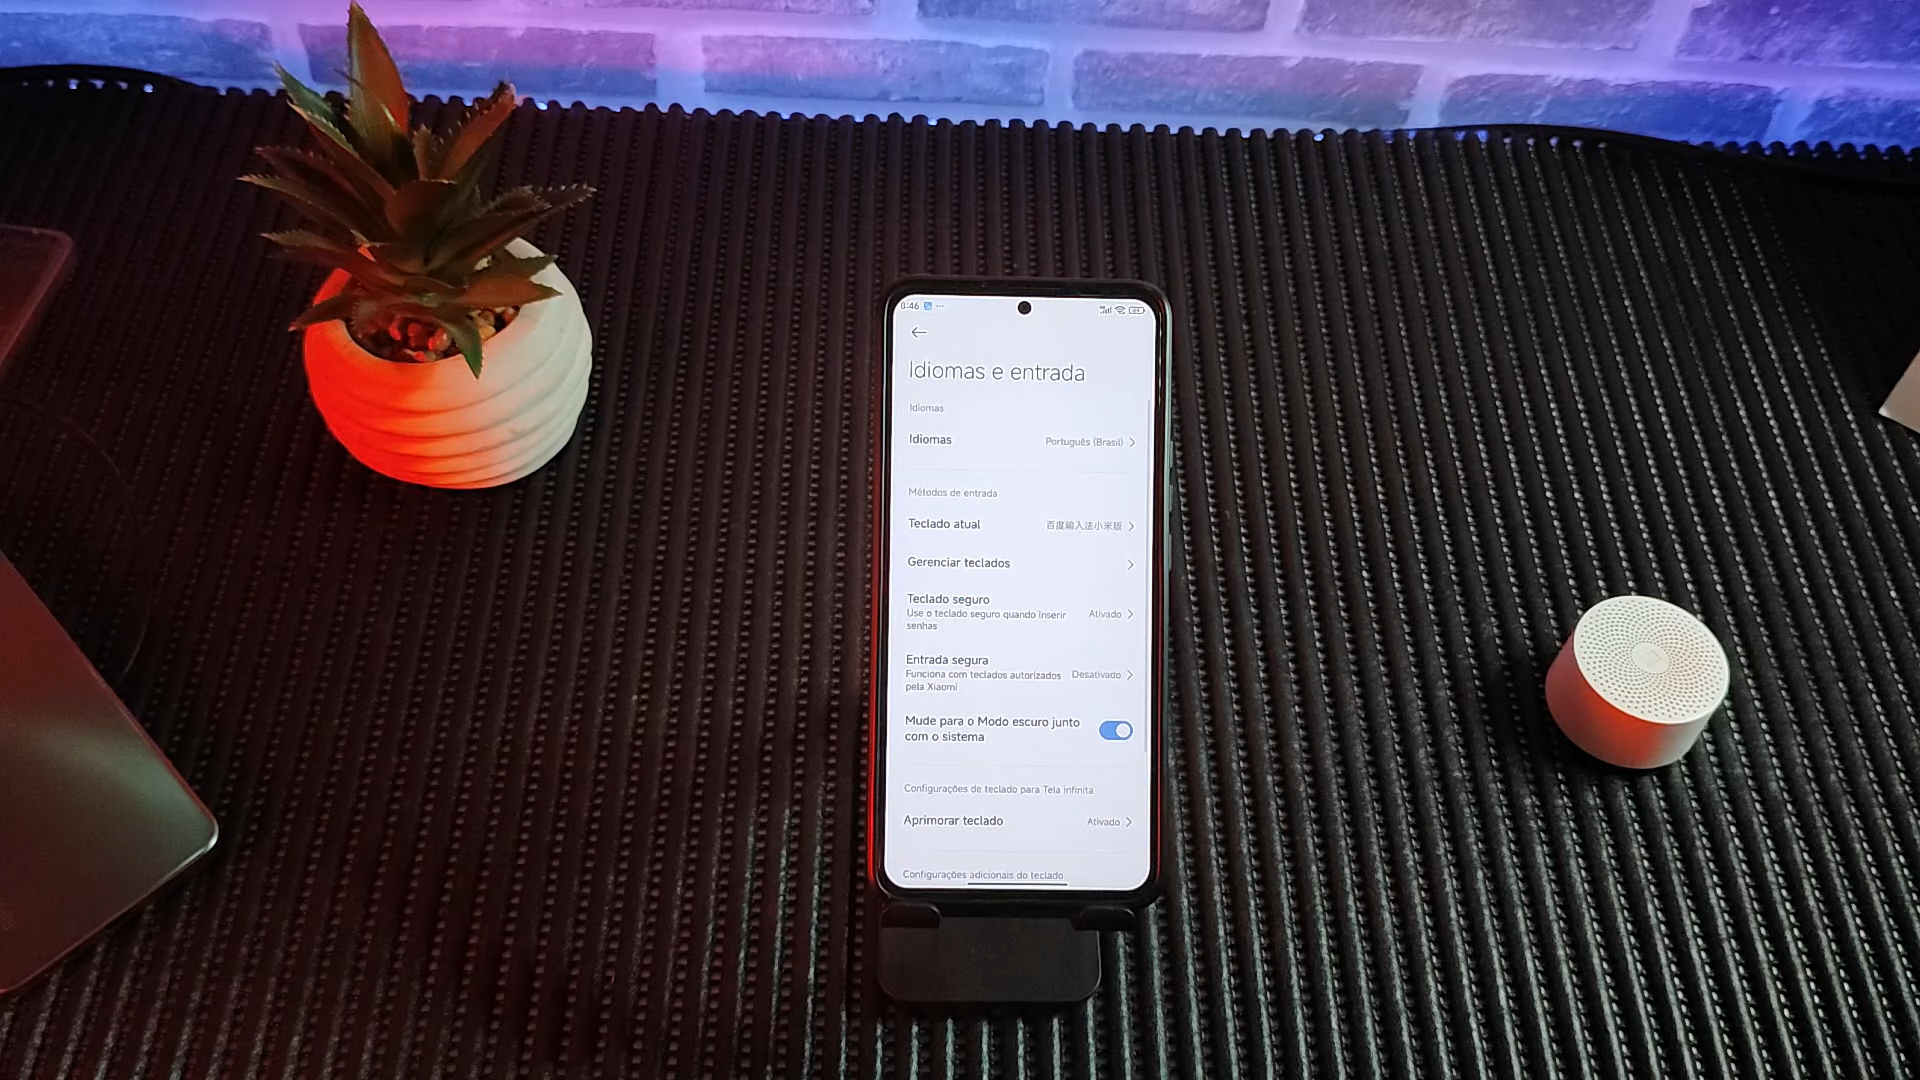 8:46
Idiomas e entrada
Idiomas
Idiomas Português (Brasil)
Métodos de entrada
Teclado atual 百度輸入法小米版
Gerenciar teclados
Teclado seguro
Use o teclado seguro quando inserir senhas
Ativado
Entrada segura
Funciona com teclados autorizados pela Xiaomi
Desativado
Mude para o Modo escuro junto
com o sistema
Configurações de teclado para Tela infinita
Aprimorar teclado Ativado
Configurações adicionais do teclado